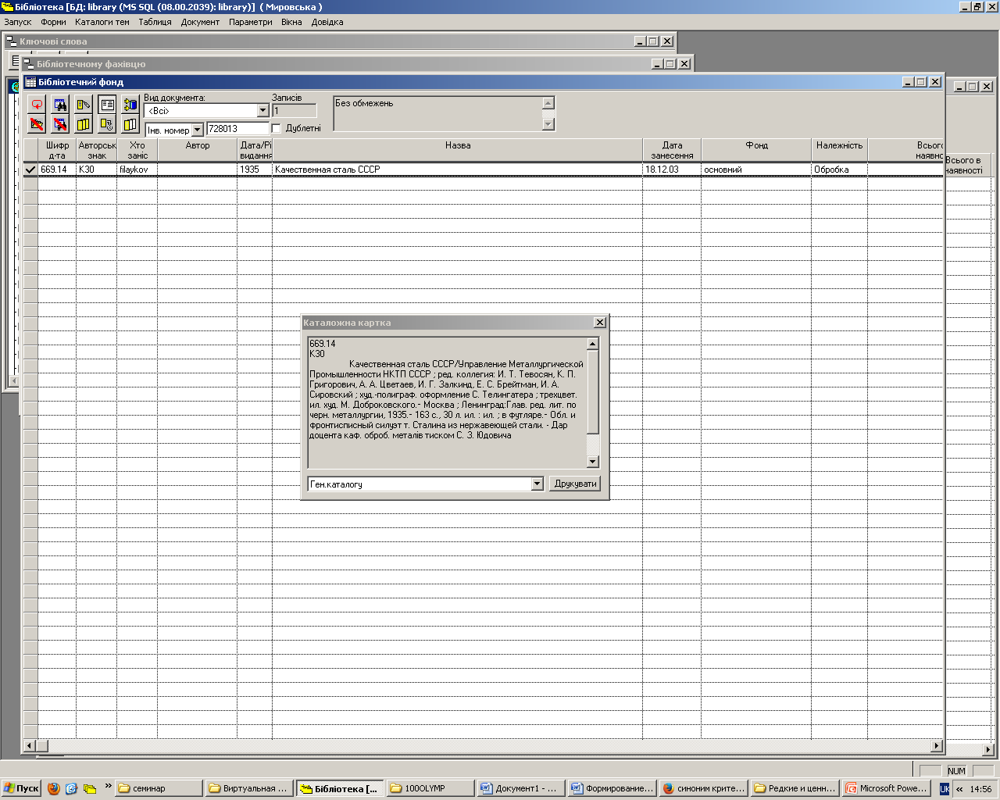 Бібліотека [БД: library (MS SQL (08.00.2039): library)] ( Мировська )
Запуск Форми Каталоги тем Таблиця Документ Параметри Вікна Довідка
Ключові слова
Бібліотечному фахівцю
Бібліотечний фонд
Вид документа:
Записів
<Всі>
1
Без обмежень
Інв. номер
728013
Дублетні
Шифр д-та
Авторськ знак
Хто заніс
Автор
Дата/Рі видання
Назва
Дата занесення
Фонд
Належність
Всього наявно
Всього в наявності
669.14 К30 filaykov 1935 Качественная сталь СССР 18.12.03 основний Обробка
Каталожна картка
669.14
К30
Качественная сталь СССР/Управление Металлургической
Промышленности НКТП СССР ; ред. коллегия: И. Т. Тевосян, К. П.
Григорович, А. А. Цветаев, И. Г. Залкинд, Е. С. Брейтман, И. А.
Сировский ; худ.-полиграф. оформление С. Телингатера ; трехцвет.
ил. худ. М. Доброковского.- Москва ; Ленинград:Глав. ред. лит. по
черн. металлургии, 1935.- 163 с., 30 л. ил. : ил. ; в футляре.- Обл. и
фронтисписный силуэт т. Сталина из нержавеющей стали. - Дар
доцента каф. оброб. металів тиском С. З. Юдовича
Ген.каталогу
Друкувати
NUM
Пуск
»
семинар
Виртуальная ...
Бібліотека [...
100OLYMP
Документ1 - ...
Формирование...
синоним крите...
Редкие и ценн...
Microsoft Powe...
UK
«
14:56